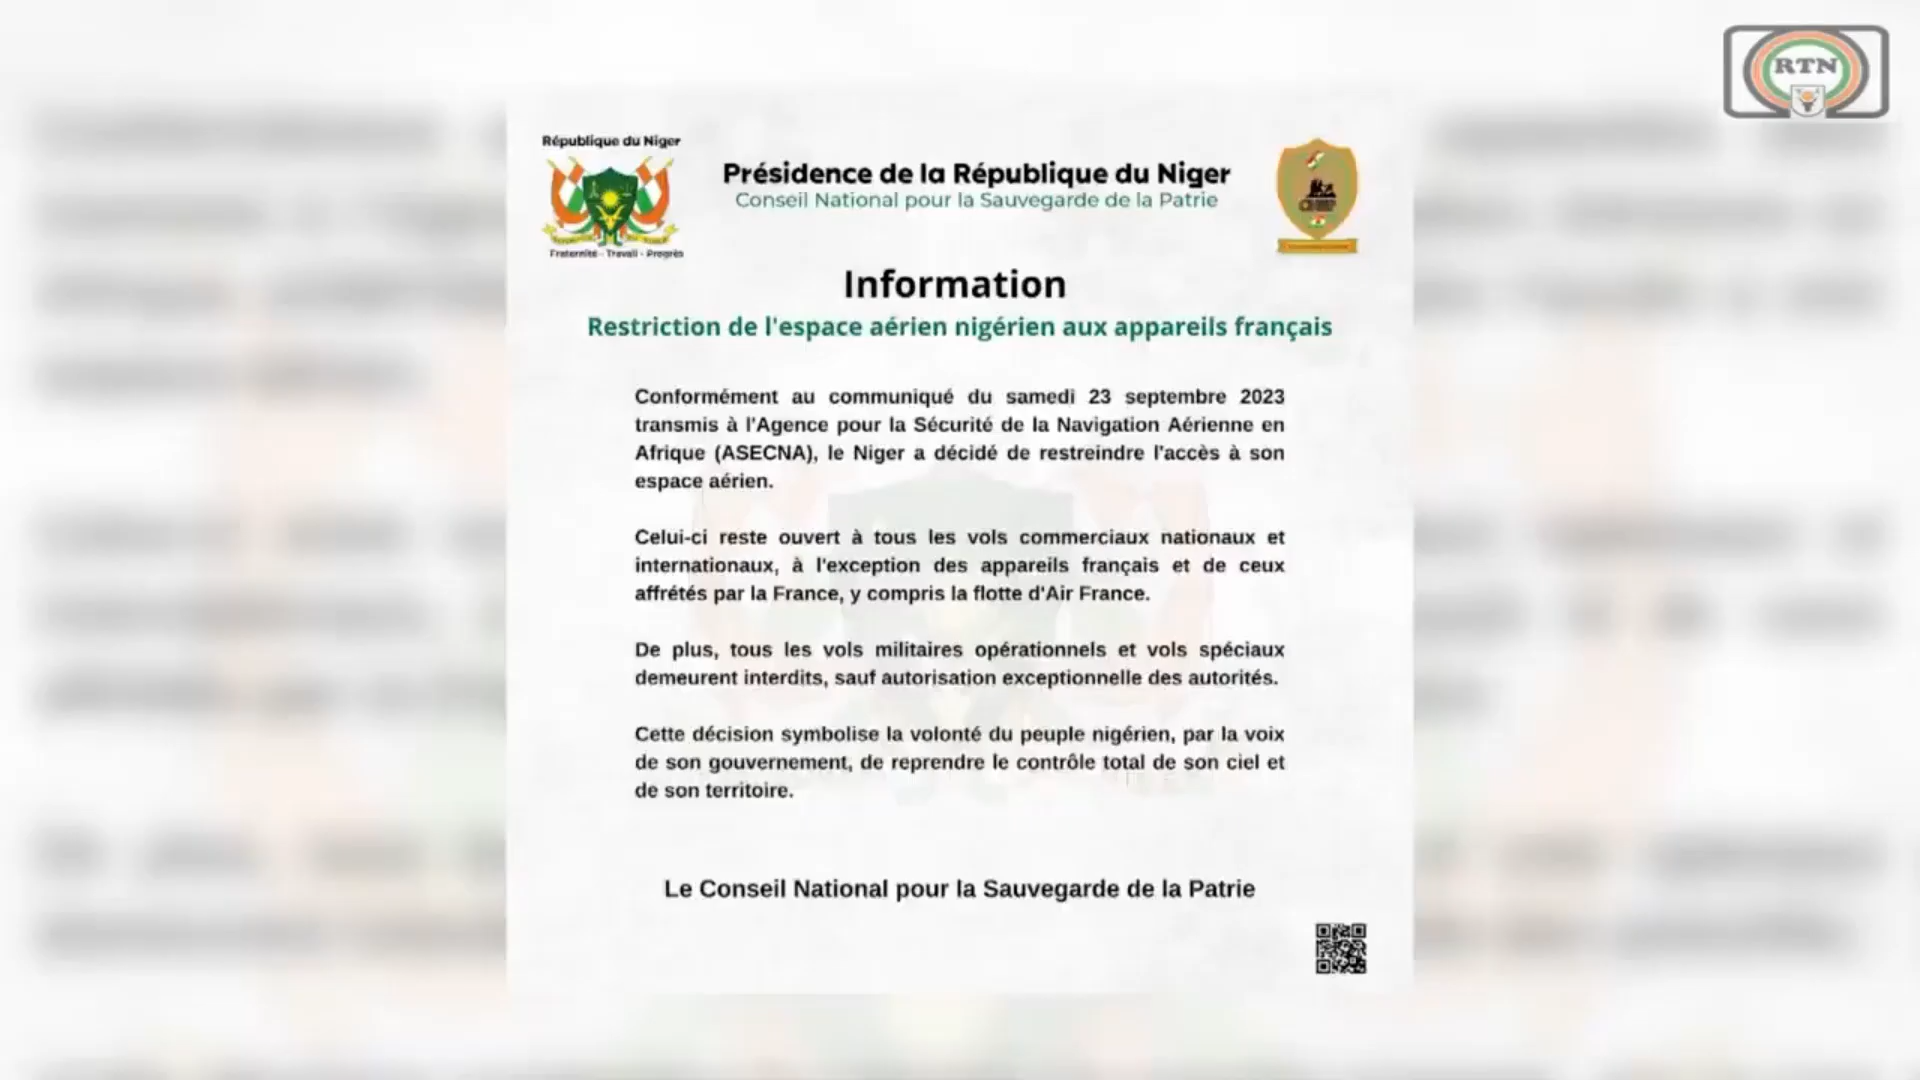 RTN
République du Niger
Présidence de la République du Niger
Conseil National pour la Sauvegarde de la Patrie
Fraternité - Travail - Progrès
Information
Restriction de l'espace aérien nigérien aux appareils français
Conformément au communiqué du samedi 23 septembre 2023
transmis à l'Agence pour la Sécurité de la Navigation Aérienne en
Afrique (ASECNA), le Niger a décidé de restreindre l'accès à son
espace aérien.
Celui-ci reste ouvert à tous les vols commerciaux nationaux et
internationaux, à l'exception des appareils français et de ceux
affrétés par la France, y compris la flotte d'Air France.
De plus, tous les vols militaires opérationnels et vols spéciaux
demeurent interdits, sauf autorisation exceptionnelle des autorités.
Cette décision symbolise la volonté du peuple nigérien, par la voix
de son gouvernement, de reprendre le contrôle total de son ciel et
de son territoire.
Le Conseil National pour la Sauvegarde de la Patrie